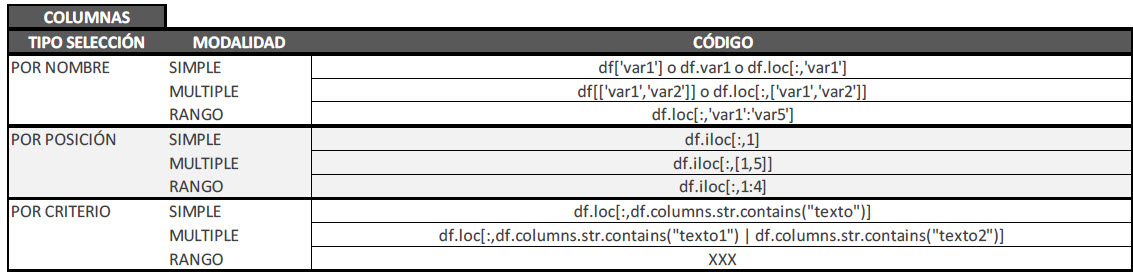 COLUMNAS
TIPO SELECCIÓN MODALIDAD CÓDIGO
POR NOMBRE SIMPLE df['var1'] o df.var1 o df.loc[:,'var1']
MULTIPLE df[['var1','var2']] o df.loc[:,['var1','var2']]
RANGO df.loc[:,'var1':'var5']
POR POSICIÓN SIMPLE df.iloc[:,1]
MULTIPLE df.iloc[:,[1,5]]
RANGO df.iloc[:,1:4]
POR CRITERIO SIMPLE df.loc[:,df.columns.str.contains("texto")]
MULTIPLE df.loc[:,df.columns.str.contains("texto1") | df.columns.str.contains("texto2")]
RANGO XXX